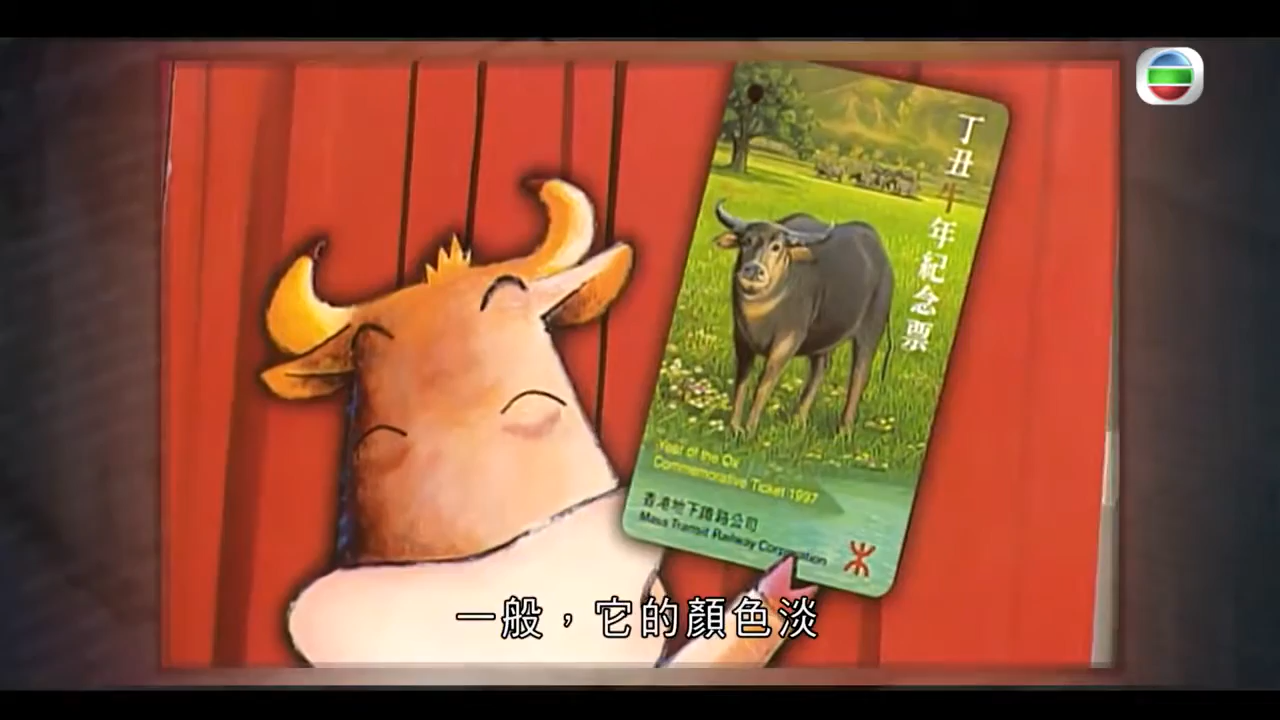 丁丑牛年紀念票
Year of the Ox
Commemorative Ticket 1997
香港地下鐵路公司
Mass Transit Railway Corporation
一般，它的顏色淡